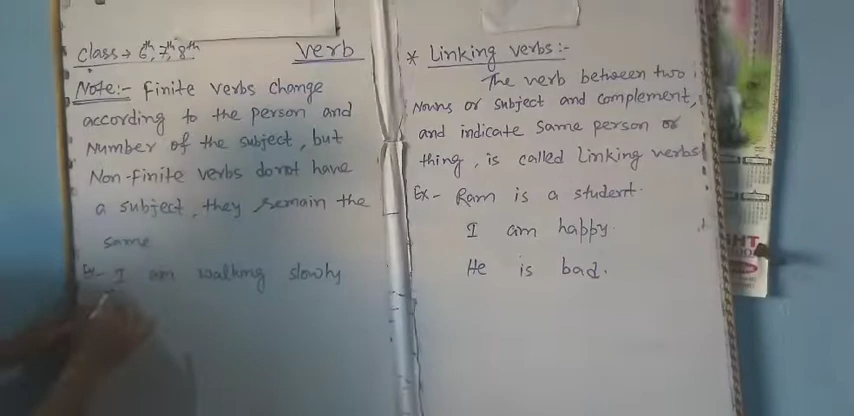 class → 6th, 7th, 8th
Verb
Note:- Finite verbs change
according to the person and
Number of the subject, but
Non-finite verbs donot have
a subject, they remain the
same
Ex- I am walking slowly
* Linking verbs:-
The verb between two
Nouns or subject and complement,
and indicate same person or
thing, is called linking verbs
Ex- Ram is a student.
I am happy.
He is bad.